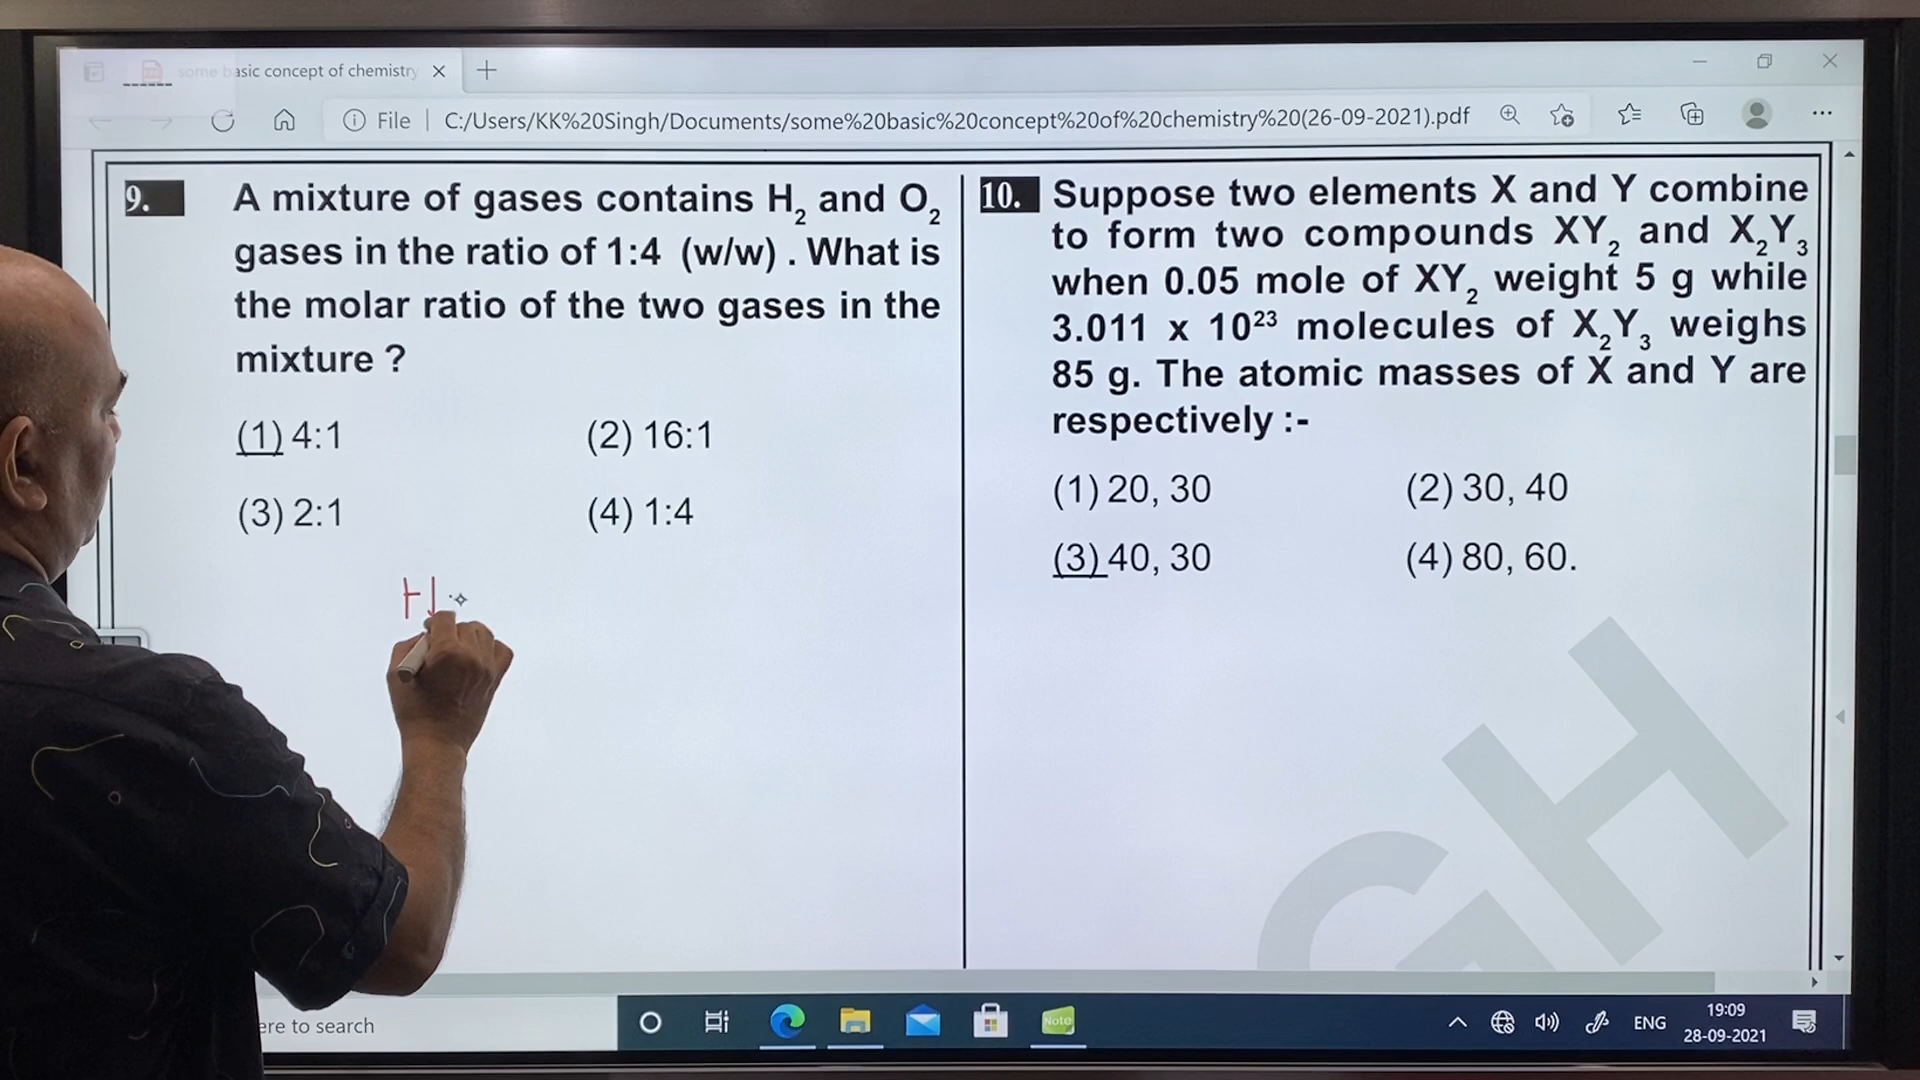 some basic concept of chemistry
File
C:/Users/KK%20Singh/Documents/some%20basic%20concept%20of%20chemistry%20(26-09-2021).pdf
9. A mixture of gases contains H₂ and O₂
gases in the ratio of 1:4 (w/w) . What is
the molar ratio of the two gases in the
mixture ?
(1) 4:1 (2) 16:1
(3) 2:1 (4) 1:4
H
10. Suppose two elements X and Y combine
to form two compounds XY₂ and X₂Y₃
when 0.05 mole of XY₂ weight 5 g while
3.011 x 10²³ molecules of X₂Y₃ weighs
85 g. The atomic masses of X and Y are
respectively :-
(1) 20, 30 (2) 30, 40
(3) 40, 30 (4) 80, 60.
GH
ere to search
Note
ENG
19:09
28-09-2021